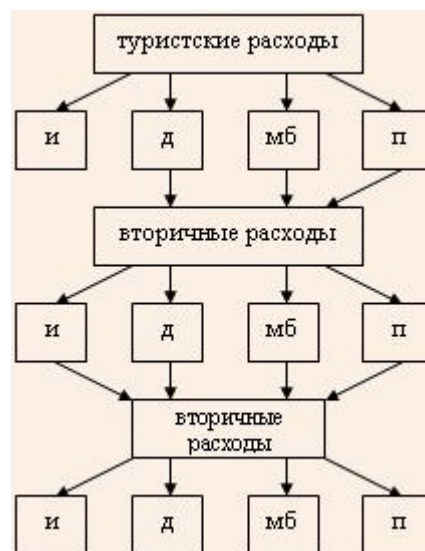 туристские расходы
и д мб п
вторичные расходы
и д мб п
вторичные
расходы
и д мб п